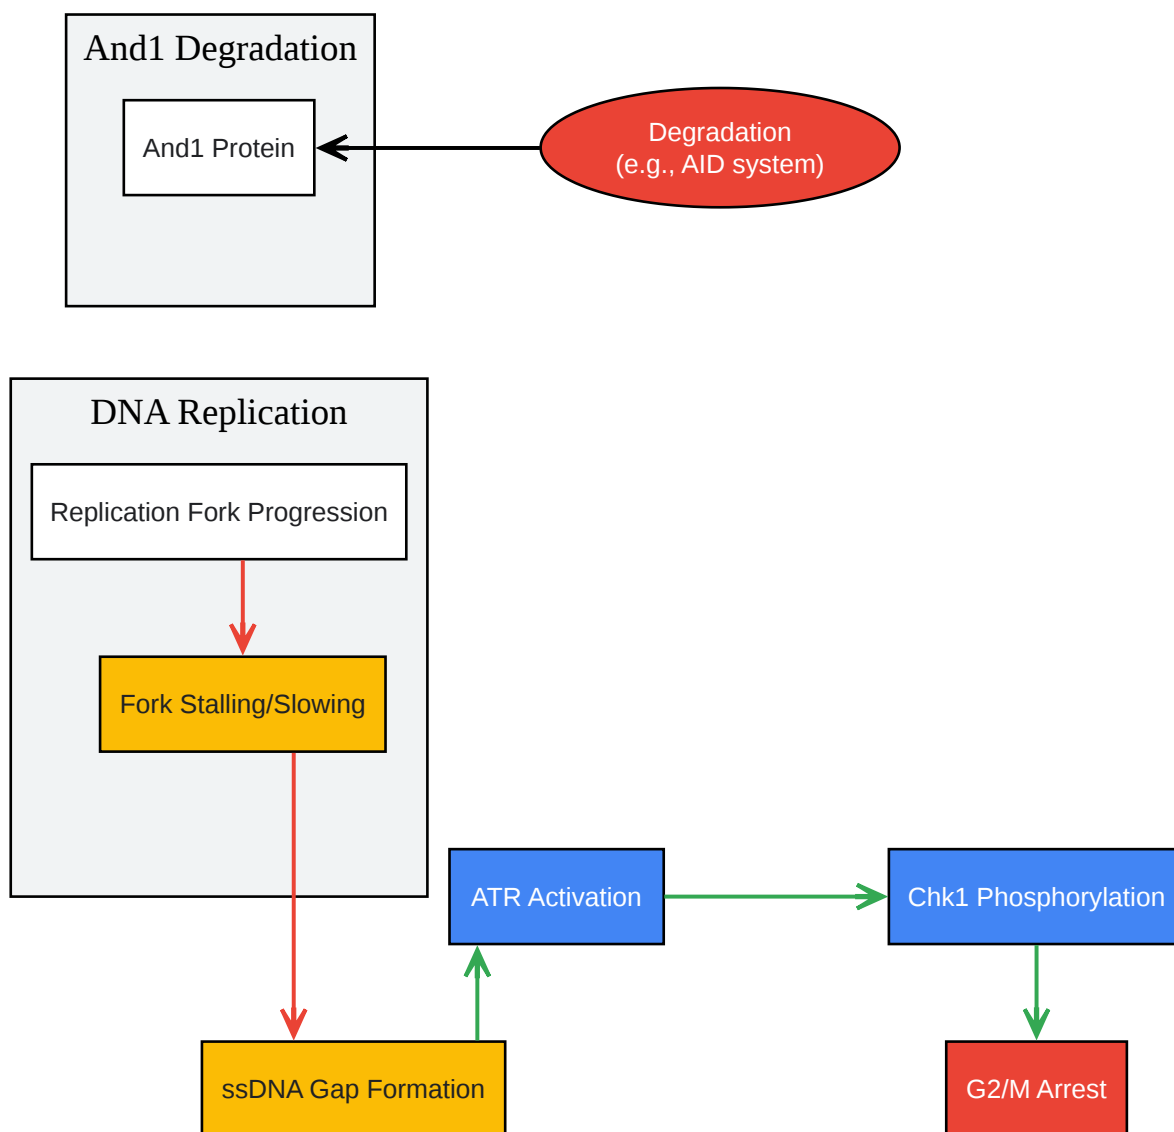 And1 Degradation
And1 Protein
Degradation
(e.g., AID system)
DNA Replication
Replication Fork Progression
Fork Stalling/Slowing
ATR Activation
Chk1 Phosphorylation
ssDNA Gap Formation
G2/M Arrest